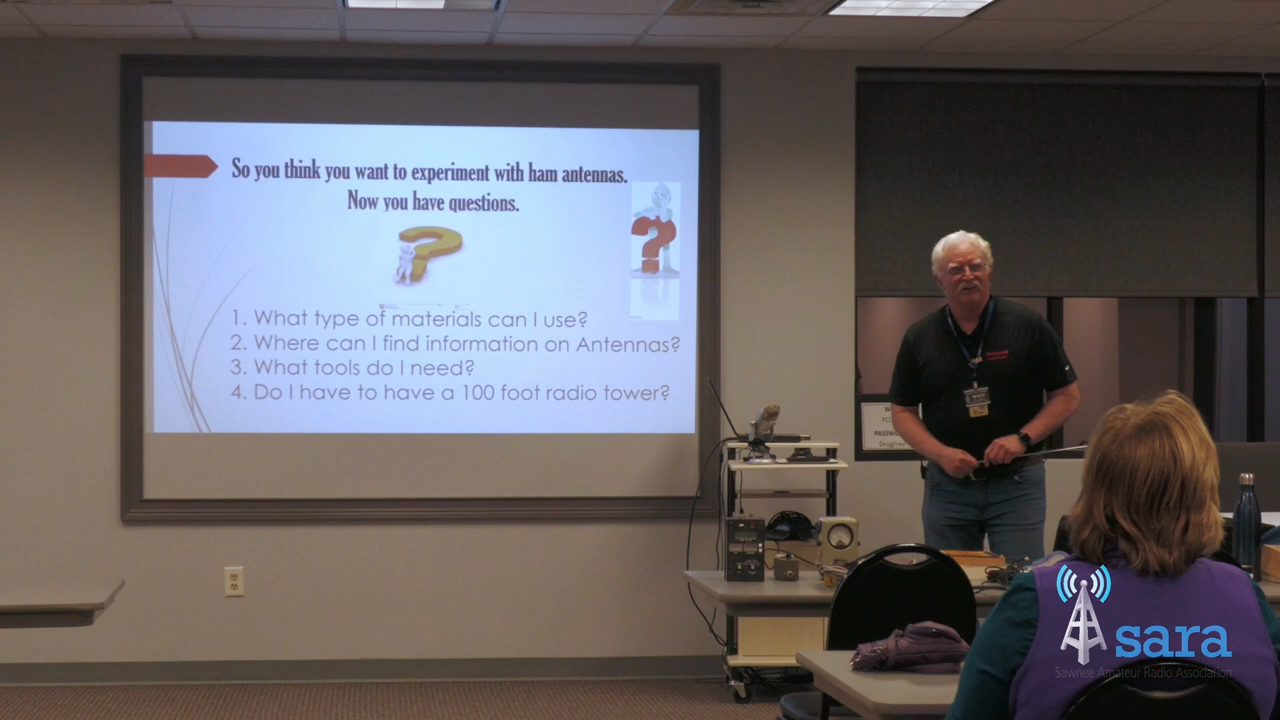 So you think you want to experiment with ham antennas.
Now you have questions.
1. What type of materials can I use?
2. Where can I find information on Antennas?
3. What tools do I need?
4. Do I have to have a 100 foot radio tower?
sara
Sawnee Amateur Radio Association